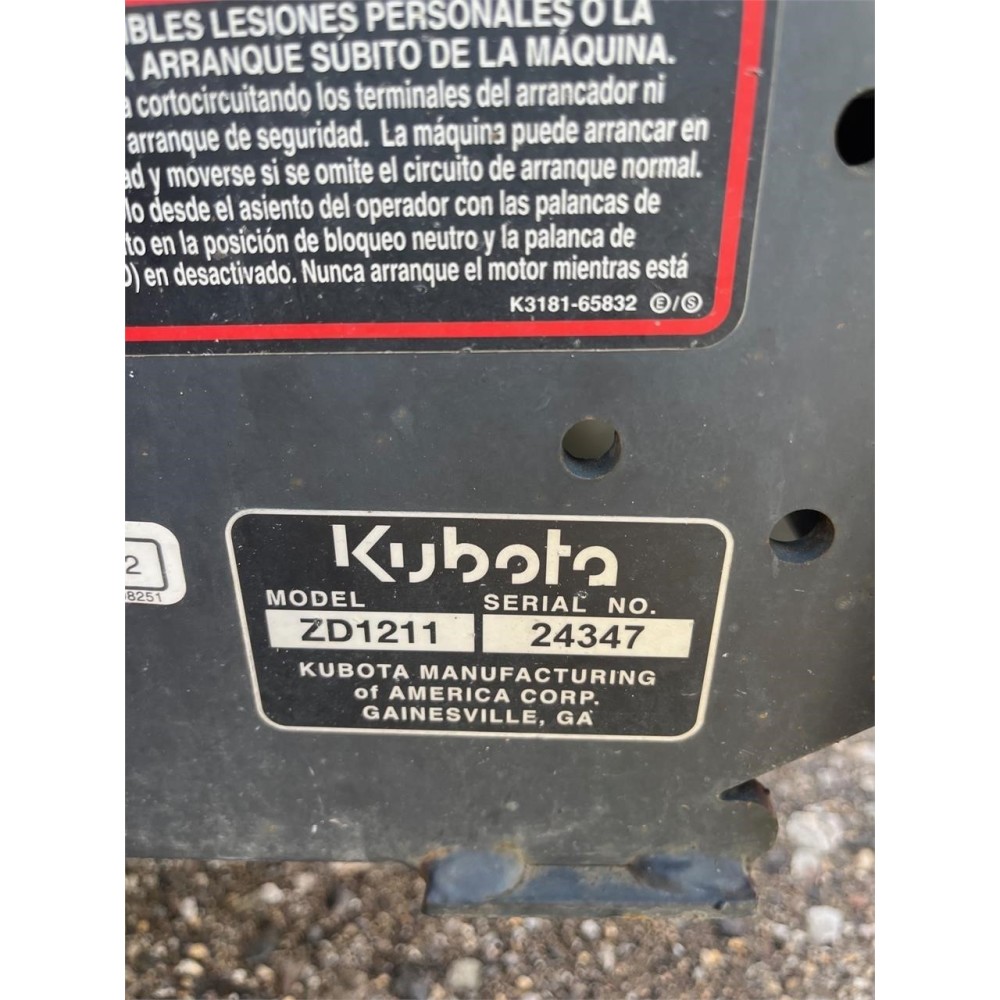 IBLES LESIONES PERSONALES O LA
A ARRANQUE SÚBITO DE LA MÁQUINA.
a cortocircuitando los terminales del arrancador ni
arranque de seguridad. La máquina puede arrancar en
ad y moverse si se omite el circuito de arranque normal.
lo desde el asiento del operador con las palancas de
to en la posición de bloqueo neutro y la palanca de
O) en desactivado. Nunca arranque el motor mientras está
K3181-65832 Ⓔ/Ⓢ
2
8251
Kubota
MODEL SERIAL NO.
ZD1211 24347
KUBOTA MANUFACTURING
of AMERICA CORP.
GAINESVILLE, GA